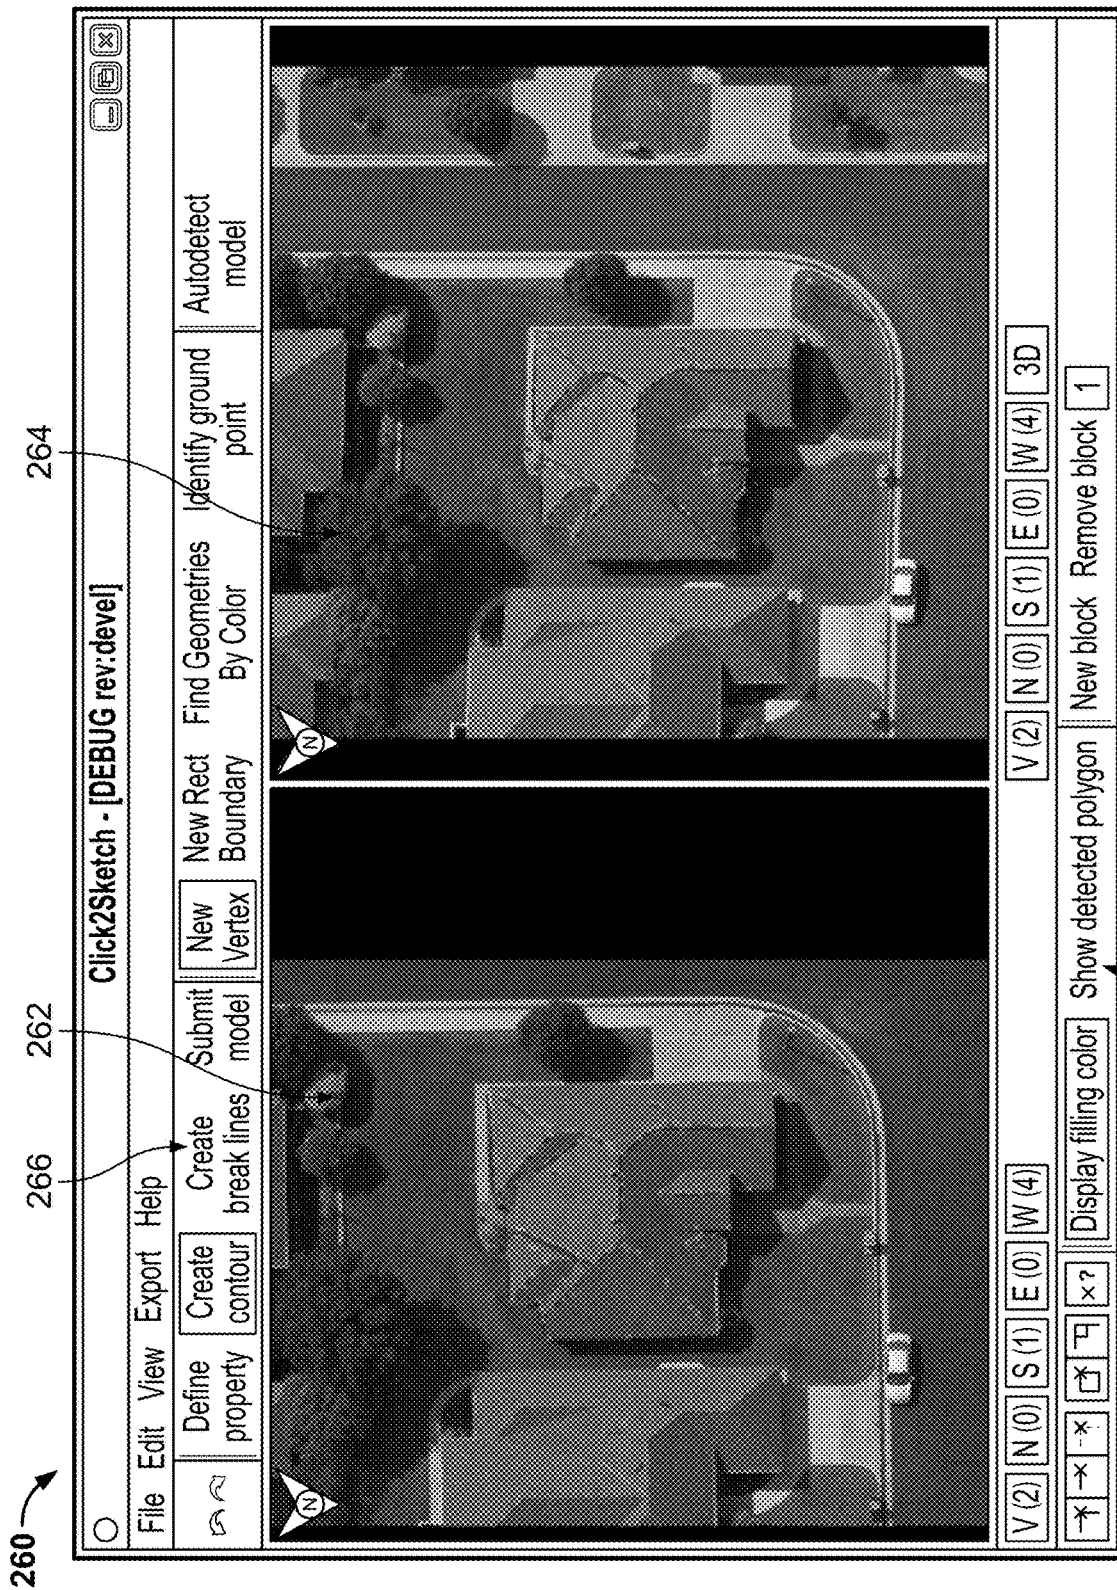 260
266
262
264
Click2Sketch - [DEBUG rev:devel]
File Edit View Export Help
Define property
Create contour
Create break lines
Submit model
New Vertex
New Rect Boundary
Find Geometries By Color
Identify ground point
Autodetect model
N
N
V (2) N (0) S (1) E (0) W (4)
V (2) N (0) S (1) E (0) W (4) 3D
×?
Display filling color Show detected polygon New block Remove block 1